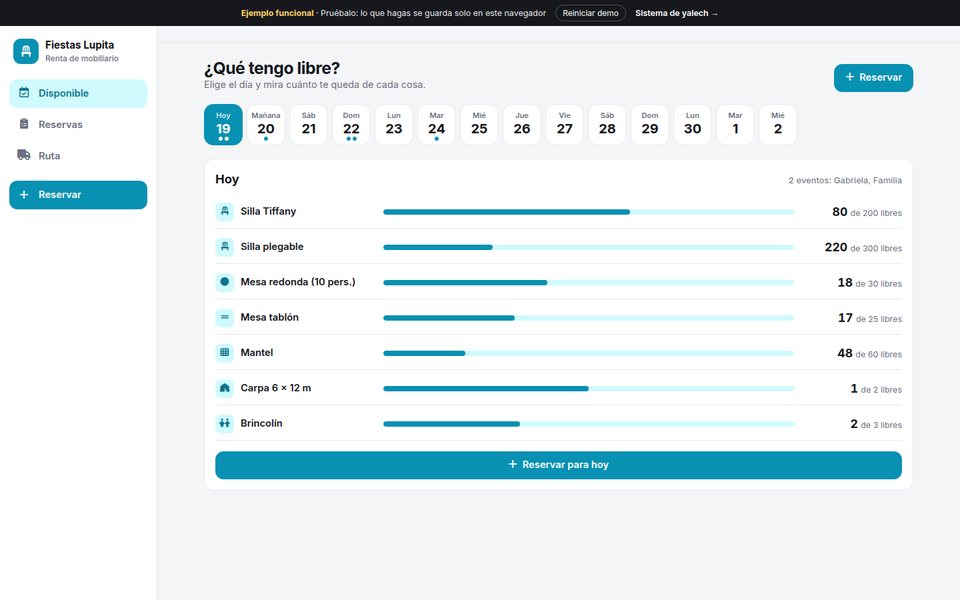 Ejemplo funcional · Pruébalo: lo que hagas se guarda solo en este navegador Reiniciar demo Sistema de yalech →
Fiestas Lupita
Renta de mobiliario
Disponible
Reservas
Ruta
+ Reservar
¿Qué tengo libre?
Elige el día y mira cuánto te queda de cada cosa.
+ Reservar
Hoy 19
Mañana 20
Sáb 21
Dom 22
Lun 23
Mar 24
Mié 25
Jue 26
Vie 27
Sáb 28
Dom 29
Lun 30
Mar 1
Mié 2
Hoy 2 eventos: Gabriela, Familia
Silla Tiffany 80 de 200 libres
Silla plegable 220 de 300 libres
Mesa redonda (10 pers.) 18 de 30 libres
Mesa tablón 17 de 25 libres
Mantel 48 de 60 libres
Carpa 6 × 12 m 1 de 2 libres
Brincolín 2 de 3 libres
+ Reservar para hoy